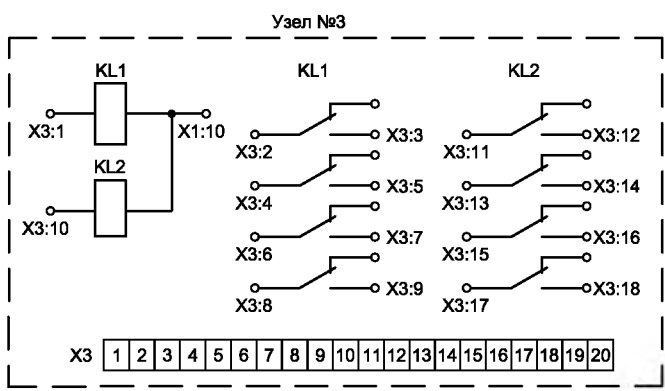 Узел №3
KL1
X3:1
X1:10
KL2
X3:10
KL1
X3:2
X3:3
X3:4
X3:5
X3:6
X3:7
X3:8
X3:9
KL2
X3:11
X3:12
X3:13
X3:14
X3:15
X3:16
X3:17
X3:18
X3 1 2 3 4 5 6 7 8 9 10 11 12 13 14 15 16 17 18 19 20